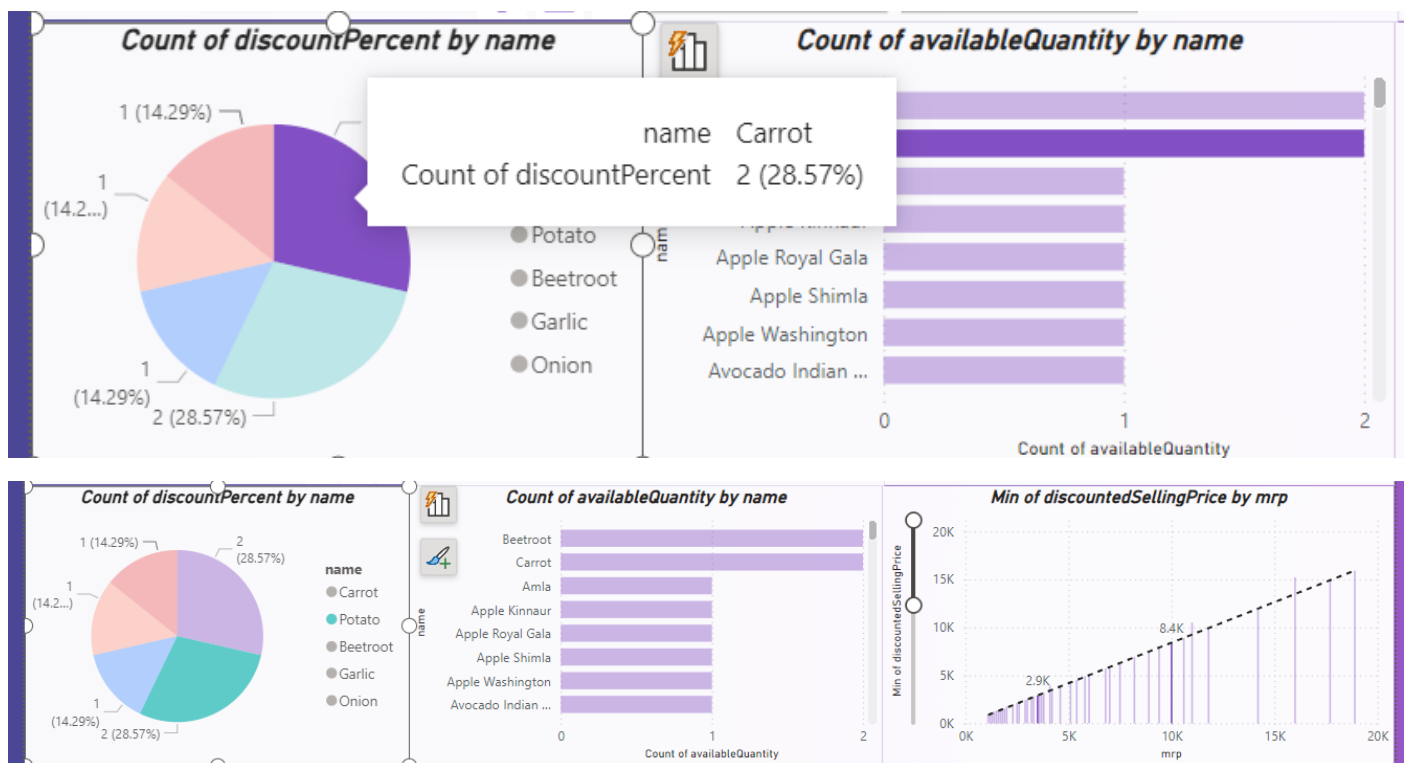 Count of discountPercent by name
Count of availableQuantity by name
1 (14.29%)
1
(14.2...)
1
(14.29%)
2 (28.57%)
name Carrot
Count of discountPercent 2 (28.57%)
Potato
Beetroot
Garlic
Onion
Apple Royal Gala
Apple Shimla
Apple Washington
Avocado Indian ...
0 1 2
Count of availableQuantity
Count of discountPercent by name
1 (14.29%)
2
(28.57%)
1
(14.2...)
1
(14.29%)
2 (28.57%)
name
Carrot
Potato
Beetroot
Garlic
Onion
Count of availableQuantity by name
name
Beetroot
Carrot
Amla
Apple Kinnaur
Apple Royal Gala
Apple Shimla
Apple Washington
Avocado Indian ...
0 1 2
Count of availableQuantity
Min of discountedSellingPrice by mrp
Min of discountedSellingPrice
20K
15K
10K
5K
0K
8.4K
2.9K
0K 5K 10K 15K 20K
mrp